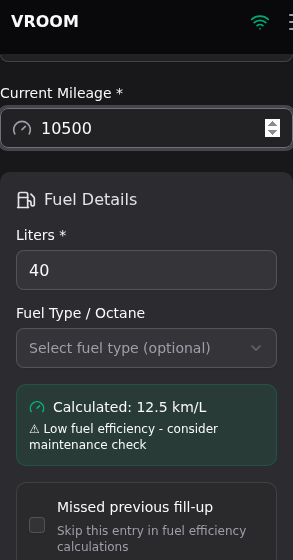 VROOM
Current Mileage *
10500
Fuel Details
Liters *
40
Fuel Type / Octane
Select fuel type (optional)
Calculated: 12.5 km/L
⚠ Low fuel efficiency - consider
maintenance check
Missed previous fill-up
Skip this entry in fuel efficiency
calculations